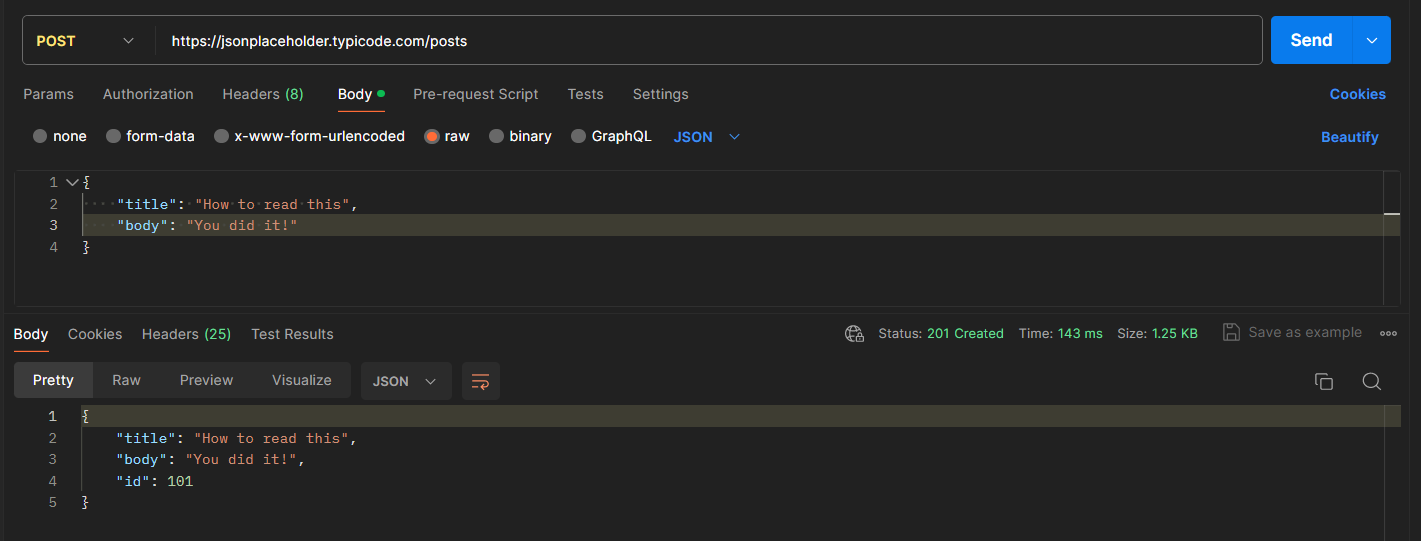 POST https://jsonplaceholder.typicode.com/posts Send
Params Authorization Headers (8) Body Pre-request Script Tests Settings Cookies
none form-data x-www-form-urlencoded raw binary GraphQL JSON Beautify
1 {
2 "title": "How to read this",
3 "body": "You did it!"
4 }
Body Cookies Headers (25) Test Results Status: 201 Created Time: 143 ms Size: 1.25 KB Save as example
Pretty Raw Preview Visualize JSON
1 {
2 "title": "How to read this",
3 "body": "You did it!",
4 "id": 101
5 }